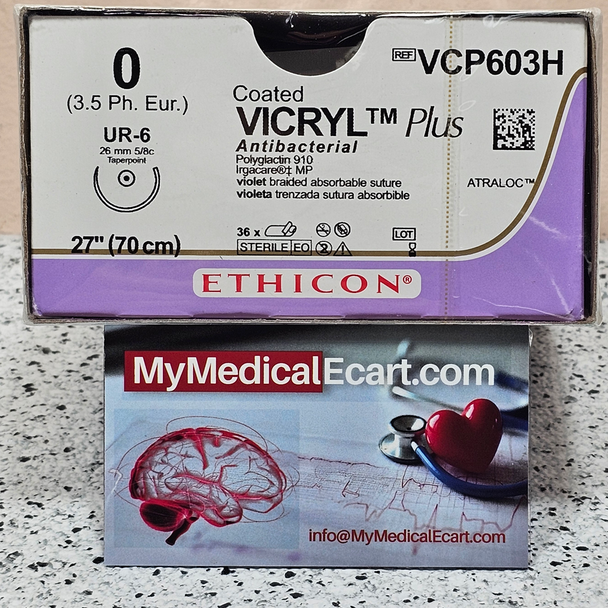 0
(3.5 Ph. Eur.)
UR-6
26 mm 5/8c
Taperpoint
27" (70 cm)
Coated
VICRYL™ Plus
Antibacterial
Polyglactin 910
Irgacare®‡ MP
violet braided absorbable suture
violeta trenzada sutura absorbible
36 x
STERILE EO
2
LOT
REF VCP603H
ATRALOC™
ETHICON®
MyMedicalEcart.com
info@MyMedicalEcart.com